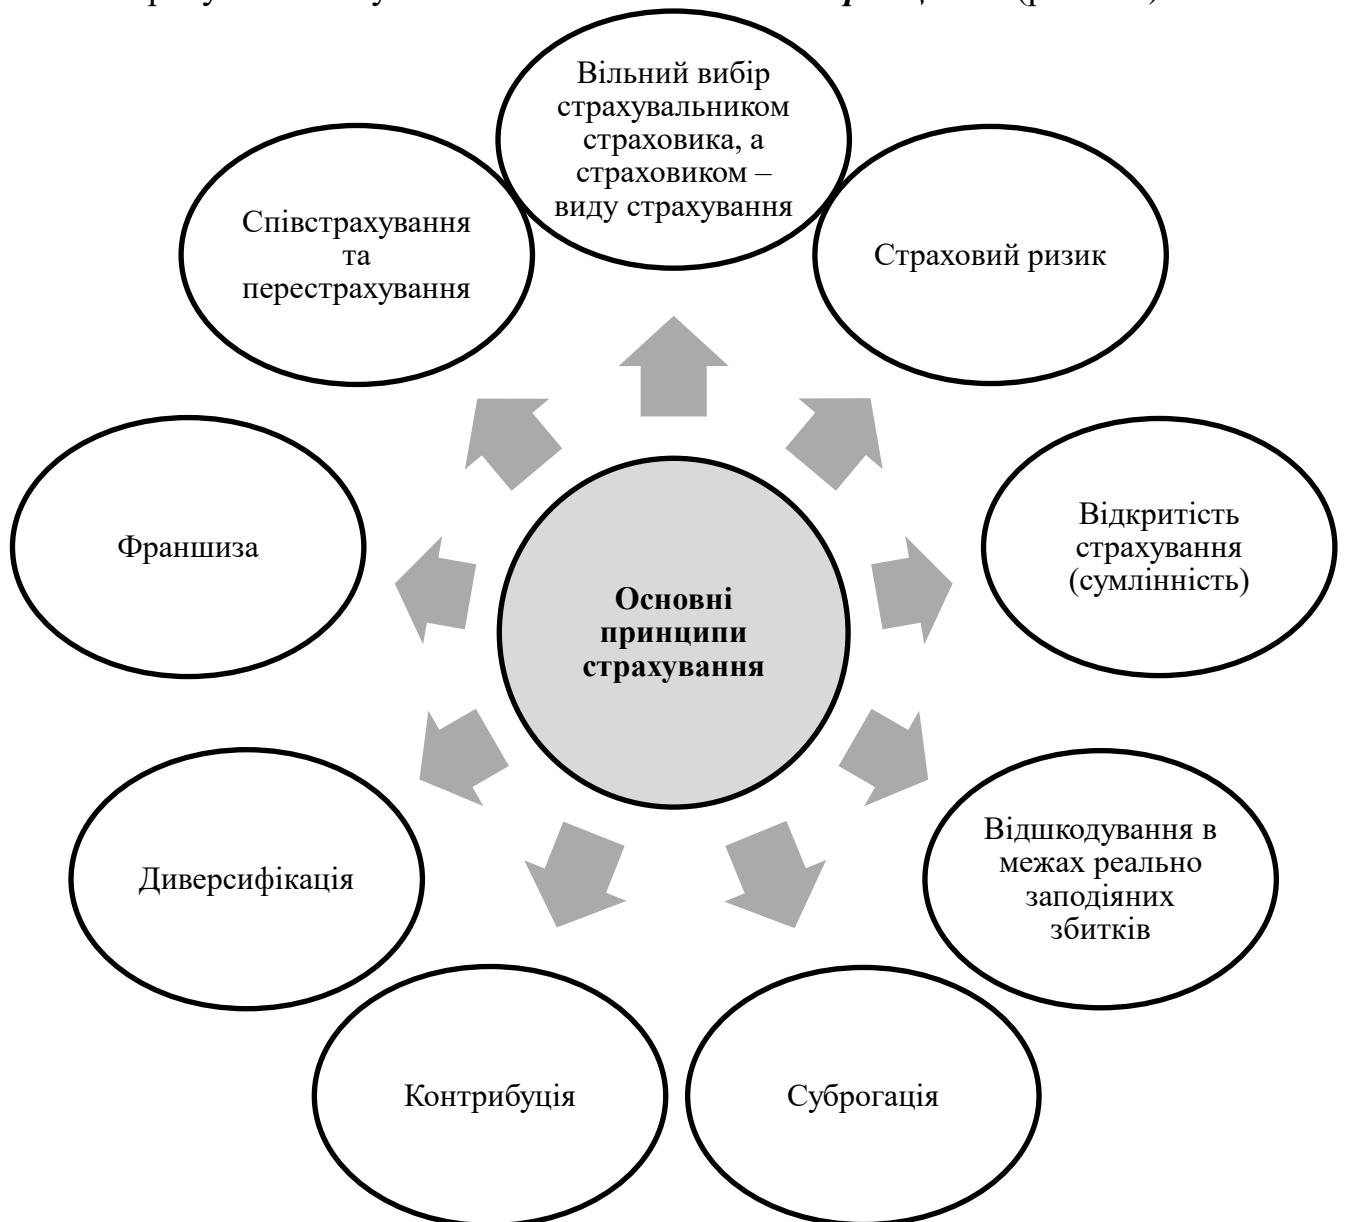 Вільний вибір
страхувальником
страховика, а
страховиком –
виду страхування
Страховий ризик
Відкритість
страхування
(сумлінність)
Відшкодування в
межах реально
заподіяних
збитків
Суброгація
Контрибуція
Диверсифікація
Франшиза
Співстрахування
та
перестрахування
Основні
принципи
страхування